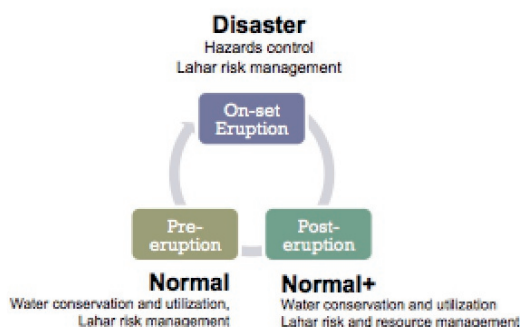 Disaster
Hazards control
Lahar risk management
On-set
Eruption
Pre-
eruption
Post-
eruption
Normal
Water conservation and utilization,
Lahar risk management
Normal+
Water conservation and utilization
Lahar risk and resource management